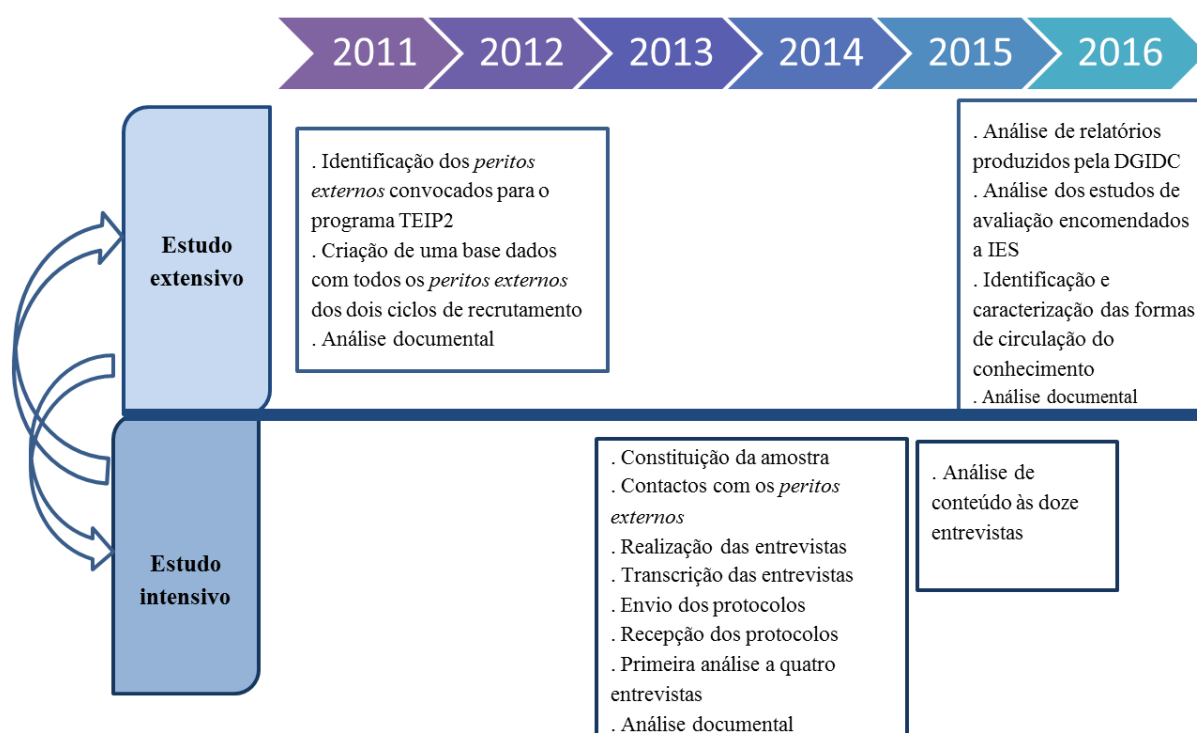 2011 2012 2013 2014 2015 2016
Estudo
extensivo
. Identificação dos peritos
externos convocados para o
programa TEIP2
. Criação de uma base dados
com todos os peritos externos
dos dois ciclos de recrutamento
. Análise documental
. Análise de relatórios
produzidos pela DGIDC
. Análise dos estudos de
avaliação encomendados
a IES
. Identificação e
caracterização das formas
de circulação do
conhecimento
. Análise documental
Estudo
intensivo
. Constituição da amostra
. Contactos com os peritos
externos
. Realização das entrevistas
. Transcrição das entrevistas
. Envio dos protocolos
. Recepção dos protocolos
. Primeira análise a quatro
entrevistas
. Análise documental
. Análise de
conteúdo às doze
entrevistas